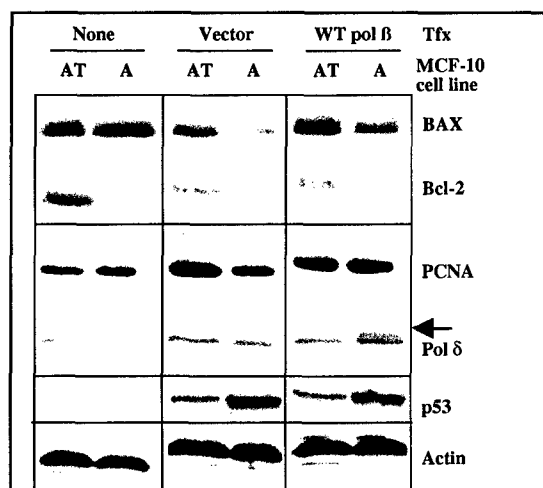 None Vector WT pol ß Tfx
AT A AT A AT A MCF-10
cell line
BAX
Bcl-2
PCNA
Pol δ
p53
Actin